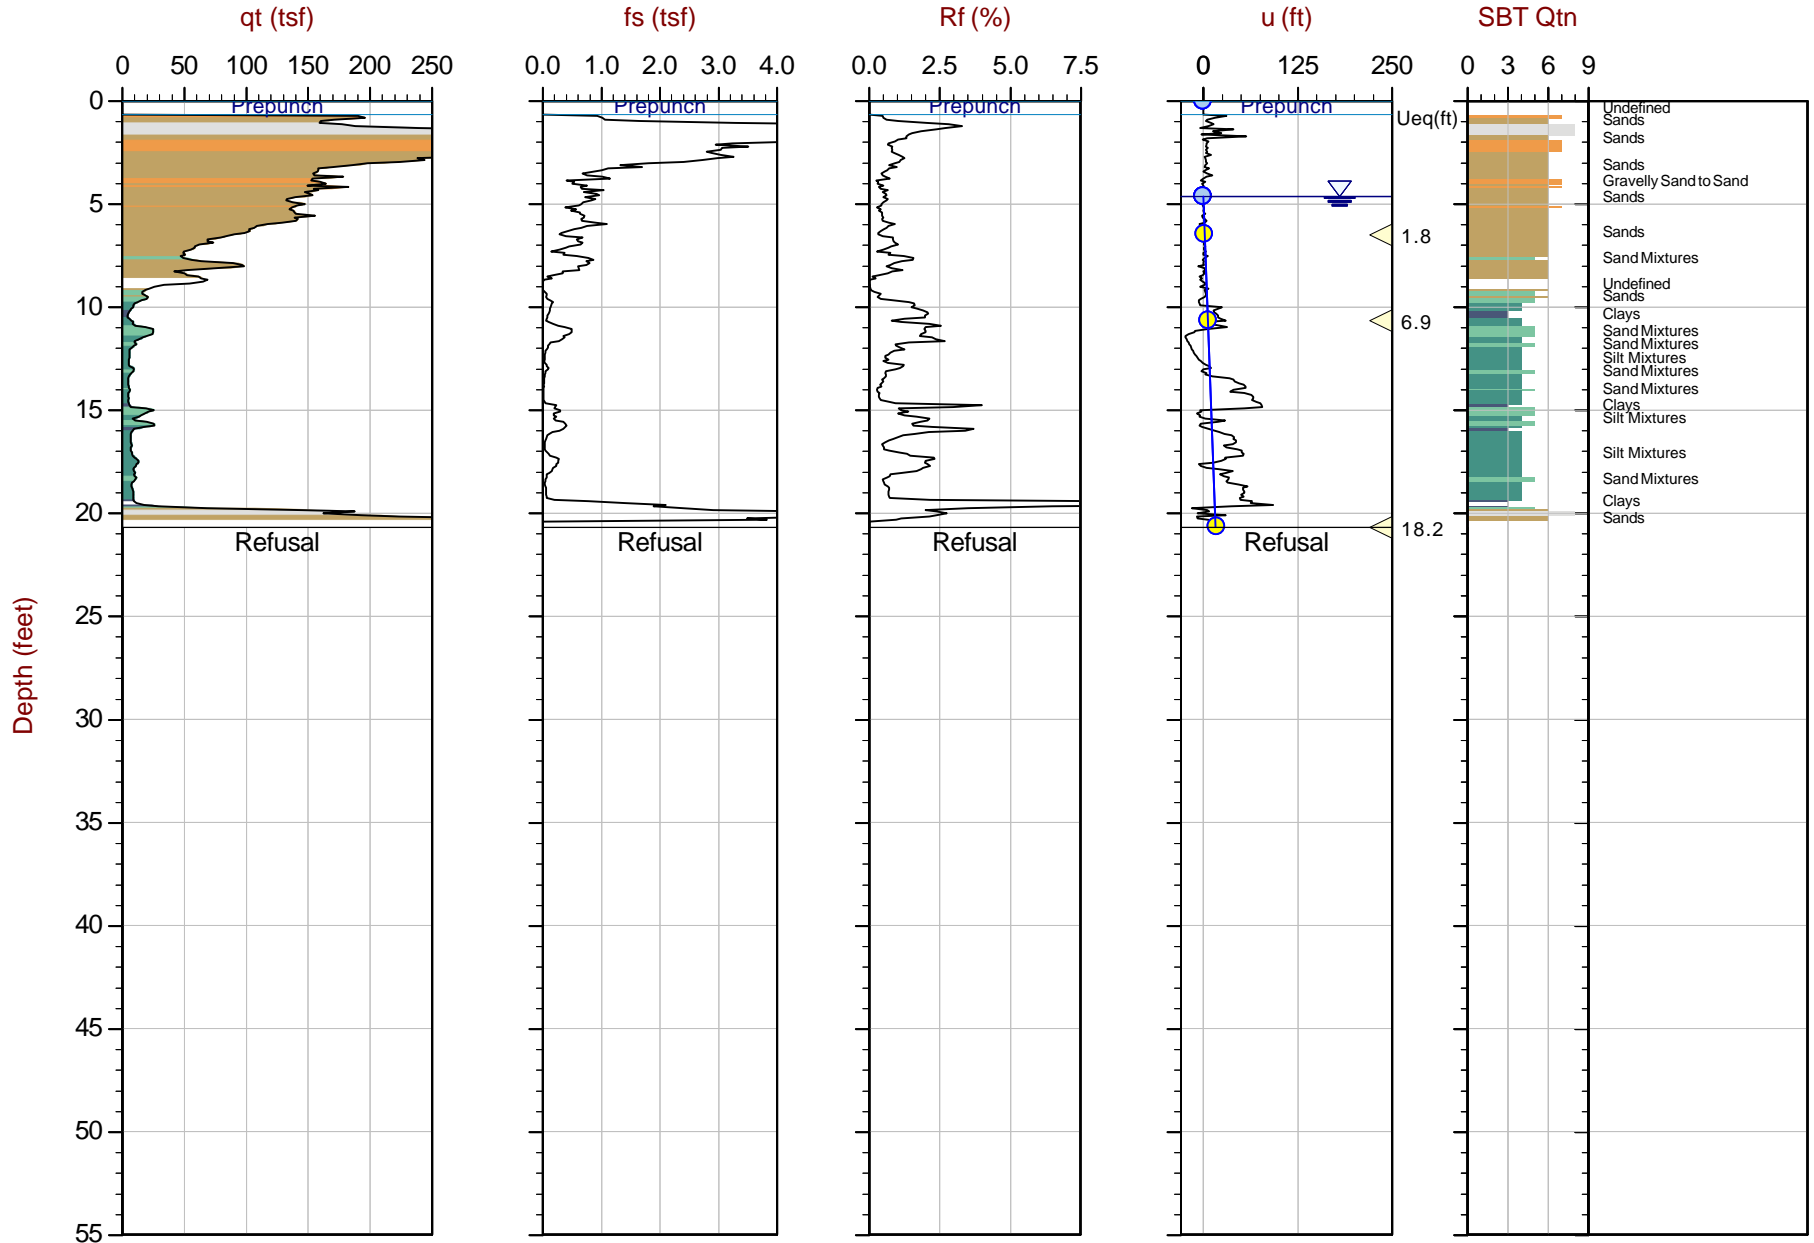 qt (tsf) fs (tsf) Rf (%) u (ft) SBT Qtn
0 50 100 150 200 250 0.0 1.0 2.0 3.0 4.0 0.0 2.5 5.0 7.5 0 125 250 0 3 6 9
Prepunch Prepunch Prepunch Prepunch
Ueq(ft)
0
5
10
15
20
25
30
35
40
45
50
55
Depth (feet)
1.8
6.9
18.2
Refusal Refusal Refusal Refusal
Undefined
Sands
Sands
Sands
Gravelly Sand to Sand
Sands
Sands
Sand Mixtures
Undefined
Sands
Clays
Sand Mixtures
Sand Mixtures
Silt Mixtures
Sand Mixtures
Sand Mixtures
Clays
Silt Mixtures
Silt Mixtures
Sand Mixtures
Clays
Sands